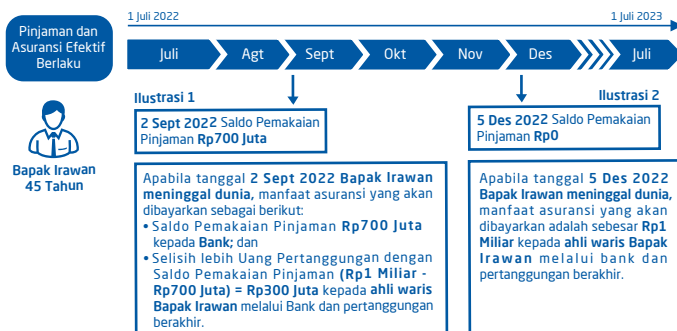 Pinjaman dan
Asuransi Efektif
Berlaku
1 Juli 2022
1 Juli 2023
Juli
Agt
Sept
Okt
Nov
Des
Juli
Bapak Irawan
45 Tahun
Ilustrasi 1
2 Sept 2022 Saldo Pemakaian
Pinjaman Rp700 Juta
Apabila tanggal 2 Sept 2022 Bapak Irawan
meninggal dunia, manfaat asuransi yang akan
dibayarkan sebagai berikut:
• Saldo Pemakaian Pinjaman Rp700 Juta
kepada Bank; dan
• Selisih lebih Uang Pertanggungan dengan
Saldo Pemakaian Pinjaman (Rp1 Miliar -
Rp700 Juta) = Rp300 Juta kepada ahli waris
Bapak Irawan melalui Bank dan pertanggungan
berakhir.
Ilustrasi 2
5 Des 2022 Saldo Pemakaian
Pinjaman Rp0
Apabila tanggal 5 Des 2022
Bapak Irawan meninggal dunia,
manfaat asuransi yang akan
dibayarkan adalah sebesar Rp1
Miliar kepada ahli waris Bapak
Irawan melalui bank dan
pertanggungan berakhir.